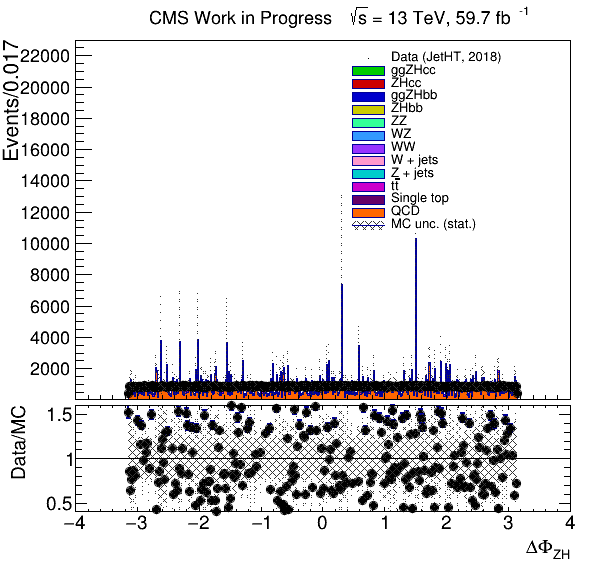 CMS Work in Progress √s = 13 TeV, 59.7 fb⁻¹
Events/0.017
22000
20000
18000
16000
14000
12000
10000
8000
6000
4000
2000
Data (JetHT, 2018)
ggZHcc
ZHcc
ggZHbb
ZHbb
ZZ
WZ
WW
W + jets
Z + jets
tt̅
Single top
QCD
MC unc. (stat.)
Data/MC
1.5
1
0.5
−4 −3 −2 −1 0 1 2 3 4
ΔΦZH